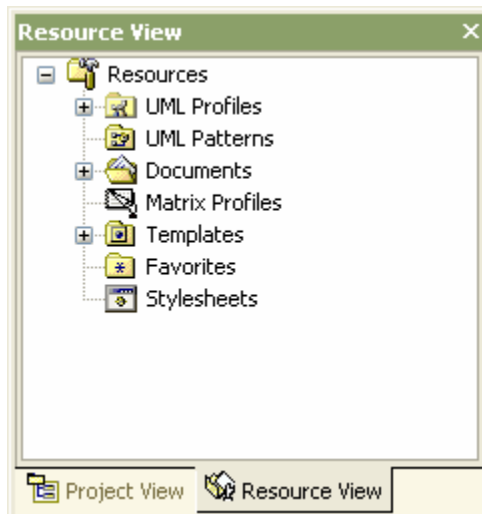 Resource View
Resources
UML Profiles
UML Patterns
Documents
Matrix Profiles
Templates
Favorites
Stylesheets
Project View
Resource View